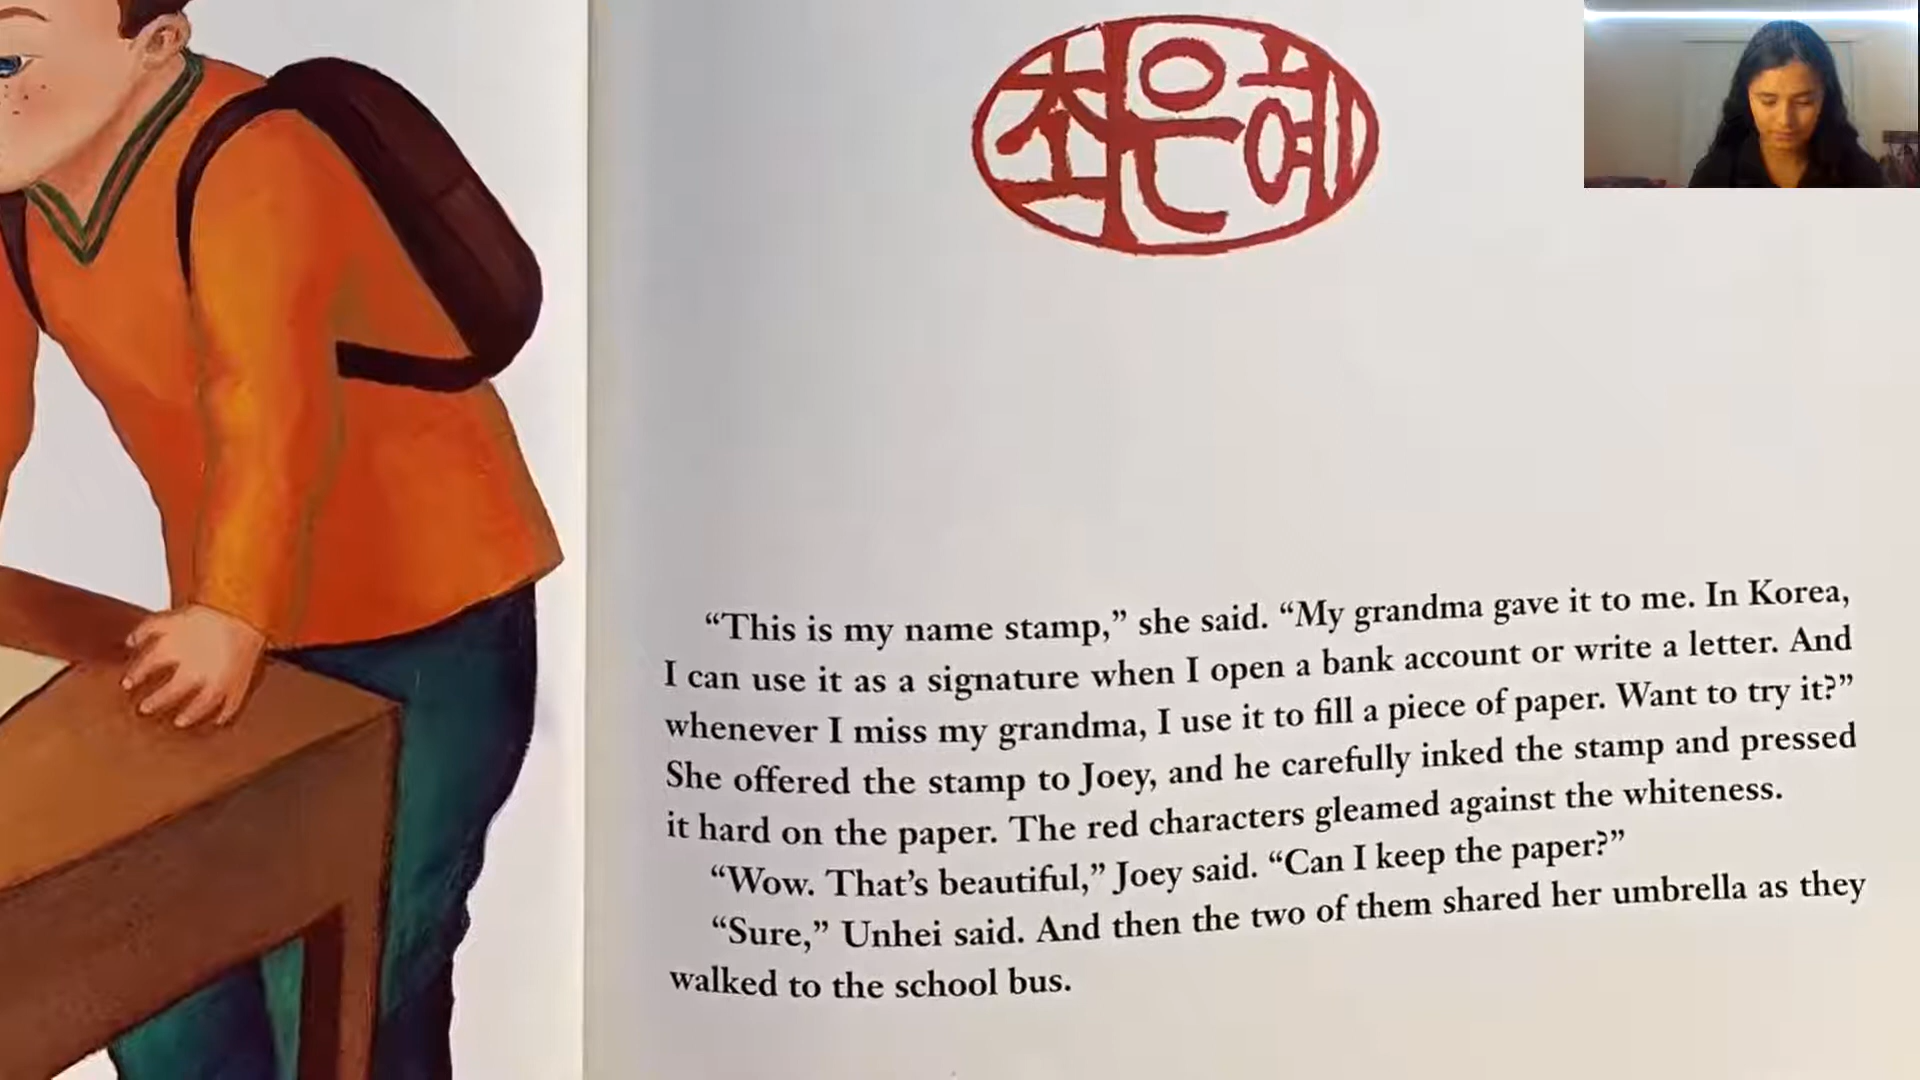 최은혜
“This is my name stamp,” she said. “My grandma gave it to me. In Korea,
I can use it as a signature when I open a bank account or write a letter. And
whenever I miss my grandma, I use it to fill a piece of paper. Want to try it?”
She offered the stamp to Joey, and he carefully inked the stamp and pressed
it hard on the paper. The red characters gleamed against the whiteness.
“Wow. That’s beautiful,” Joey said. “Can I keep the paper?”
“Sure,” Unhei said. And then the two of them shared her umbrella as they
walked to the school bus.